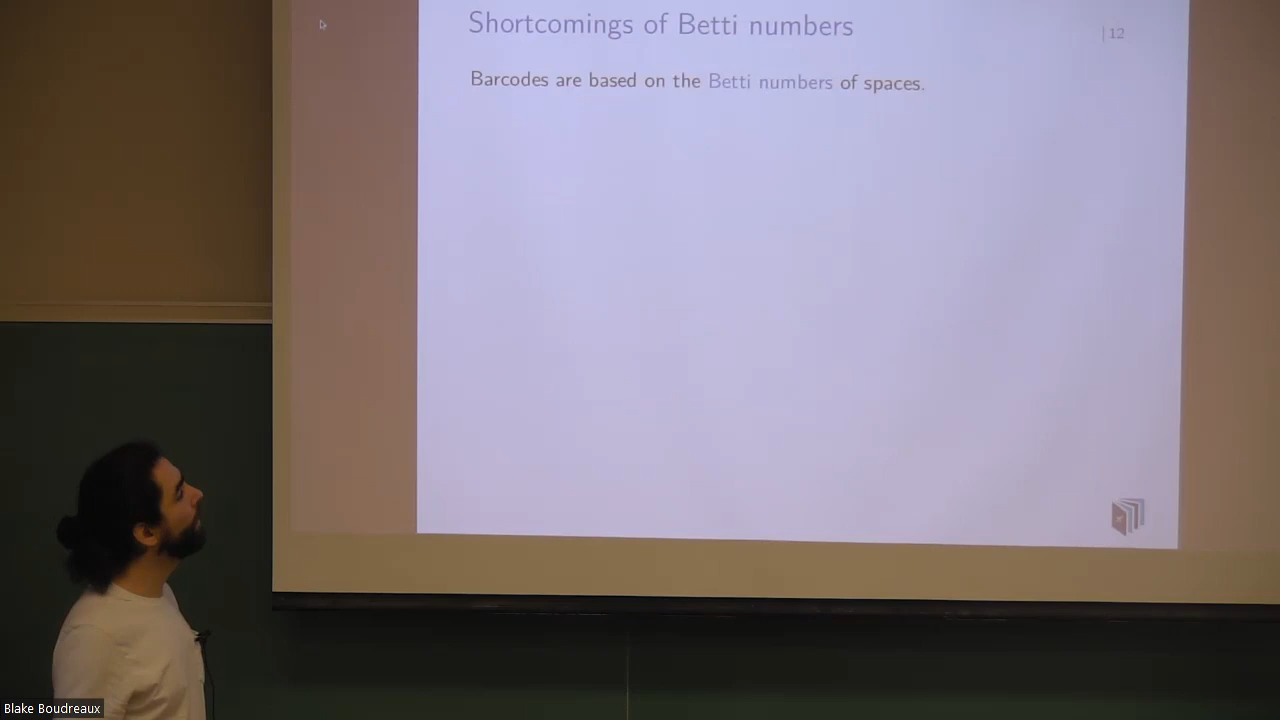 Shortcomings of Betti numbers
| 12
Barcodes are based on the Betti numbers of spaces.
Blake Boudreaux